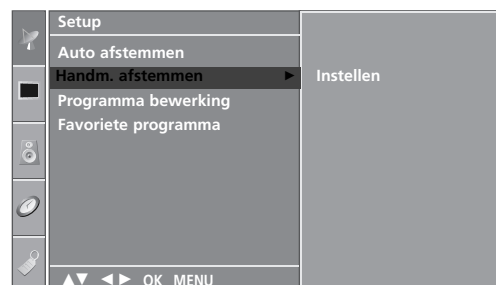 Setup
Auto afstemmen
Handm. afstemmen ► Instellen
Programma bewerking
Favoriete programma
▲▼ ◄► OK MENU